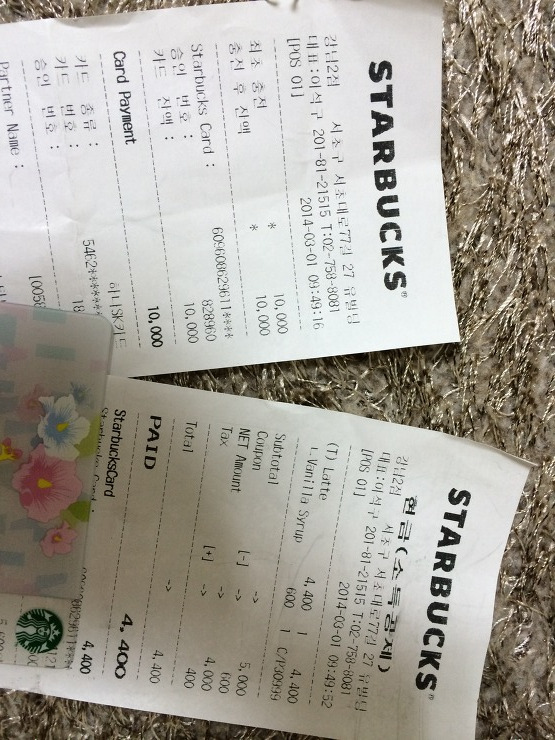 STARBUCKS®
강남2점 서초구 서초대로77길 27 유빌딩
대표:이석구 201-81-21515 T:02-758-8081
[POS 01] 2014-03-01 09:49:16
최초 충전 * 10,000
충전 후 잔액 * 10,000
Starbucks Card : 609608629611****
승인 번호 : 828960
카드 잔액 : 10,000
Card Payment 10,000
카드 종류 : 하나SK카드
카드 번호 : 5462*****
승인 번호 :
Partner Name :
STARBUCKS®
현금(소득공제)
강남2점 서초구 서초대로77길 27 유빌딩
대표:이석구 201-81-21515 T:02-758-8081
[POS 01] 2014-03-01 09:49:52
(T) Latte 4,400 1 4,400
L Vanilla Syrup 600 1 C/P30999
Subtotal -> 5,000
Coupon [-] -> 600
NET Amount -> 4,000
Tax [+] 400
Total -> 4,400
PAID 4,400
StarbucksCard 4,400